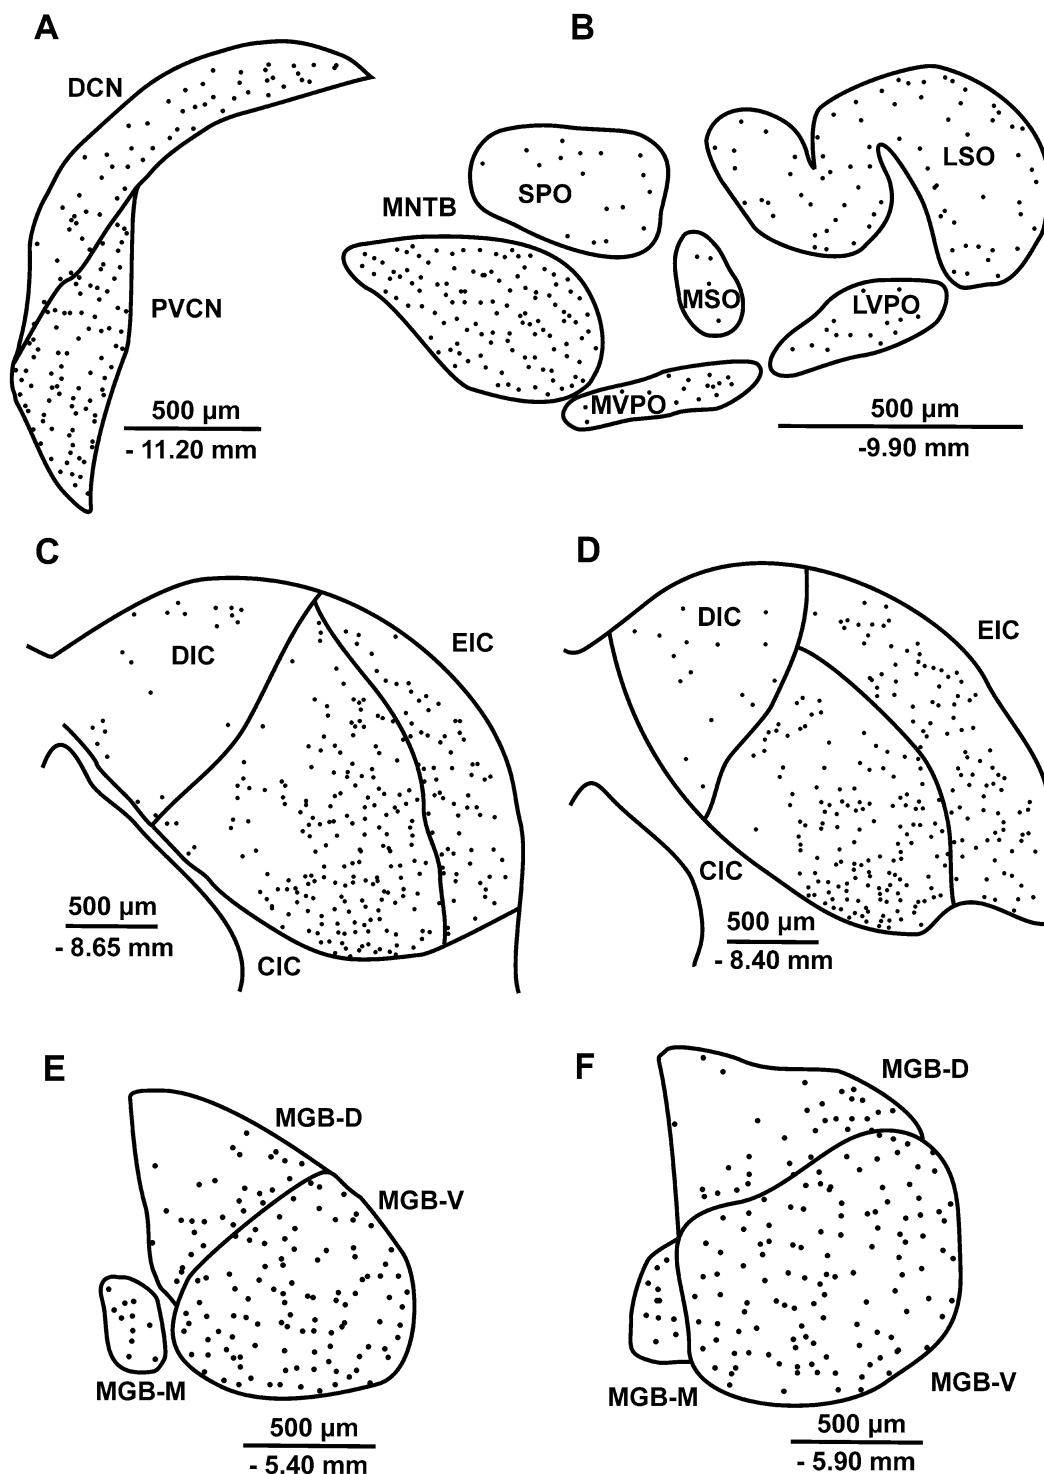 A
B
DCN
LSO
SPO
MNTB
PVCN
MSO
LVPO
MVPO
500 µm
- 11.20 mm
500 µm
-9.90 mm
C
D
DIC
EIC
DIC
EIC
CIC
500 µm
- 8.65 mm
CIC
500 µm
- 8.40 mm
E
F
MGB-D
MGB-D
MGB-V
MGB-M
MGB-M
MGB-V
500 µm
- 5.40 mm
500 µm
- 5.90 mm